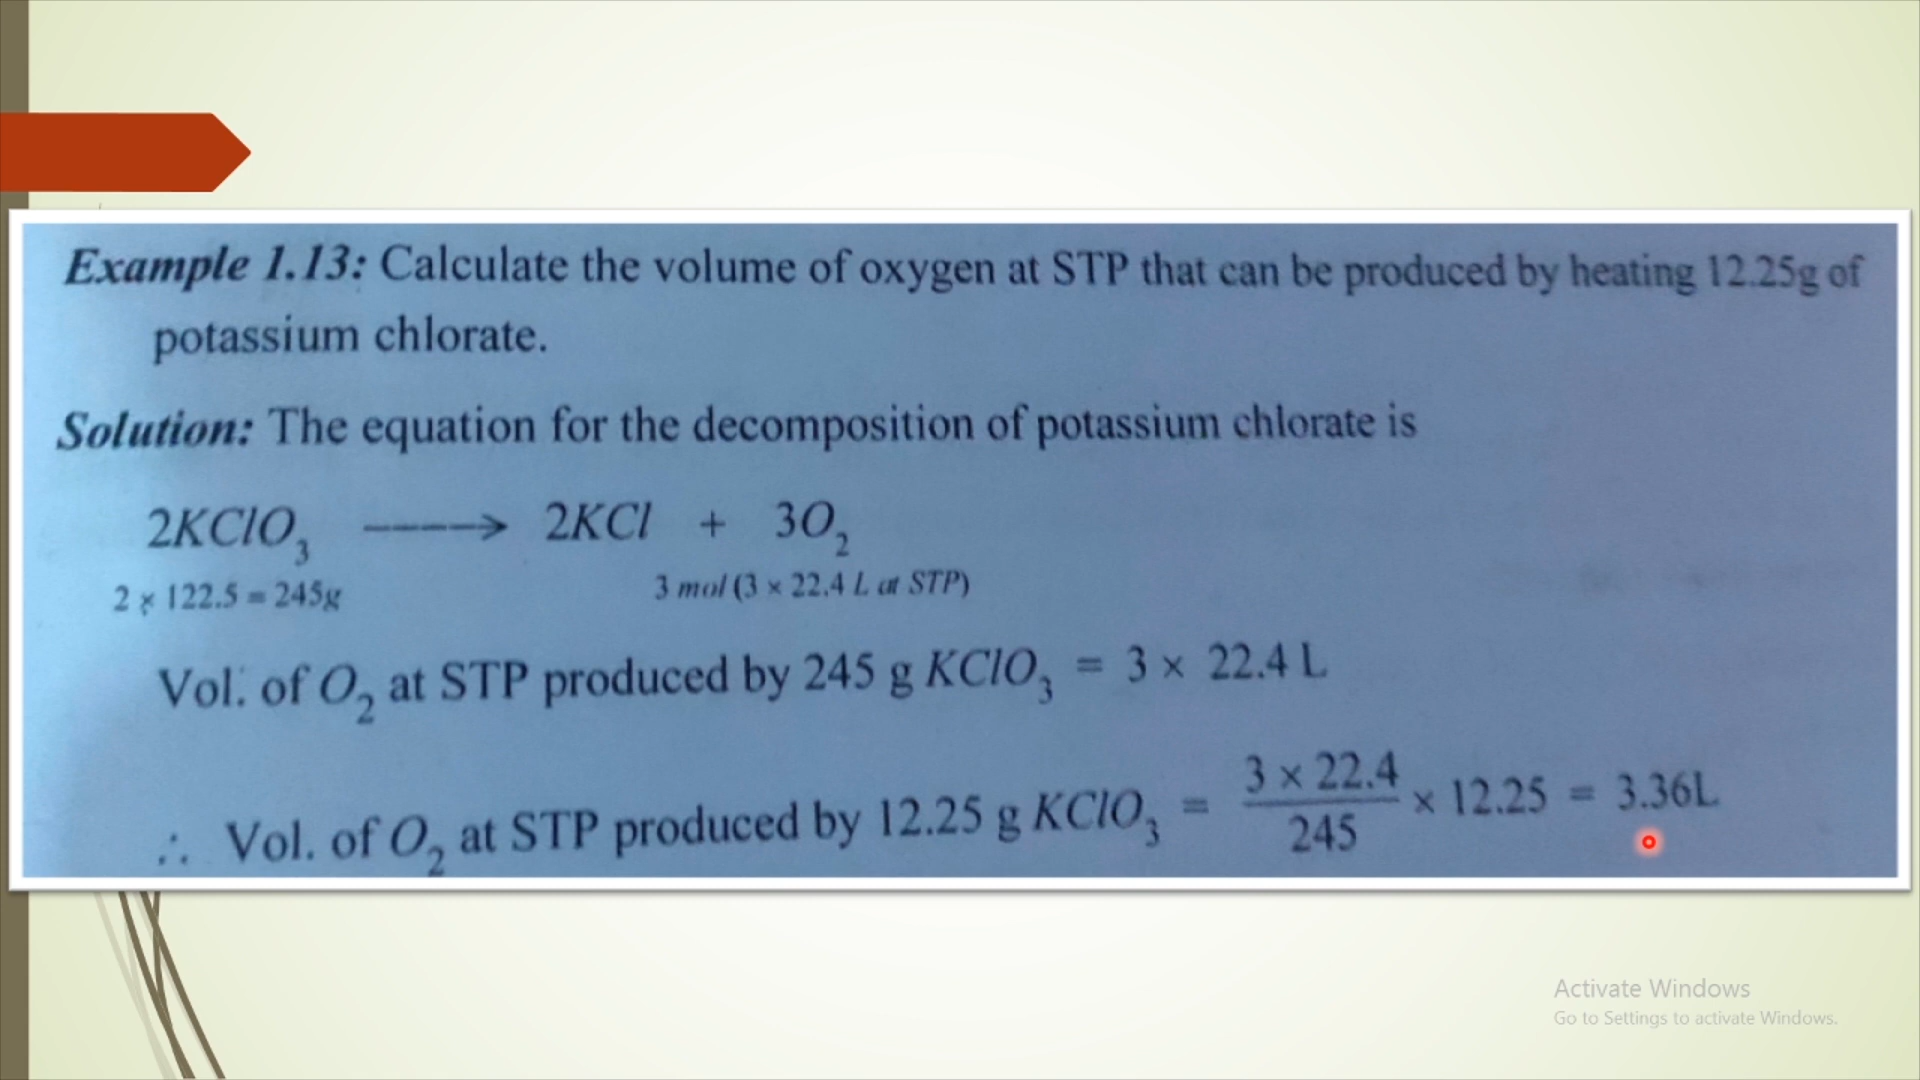 Example 1.13: Calculate the volume of oxygen at STP that can be produced by heating 12.25g of
potassium chlorate.
Solution: The equation for the decomposition of potassium chlorate is
2KClO₃ ----→ 2KCl + 3O₂
2 × 122.5 = 245g 3 mol (3 × 22.4 L at STP)
Vol. of O₂ at STP produced by 245 g KClO₃ = 3 × 22.4 L
∴ Vol. of O₂ at STP produced by 12.25 g KClO₃ = 3 × 22.4 / 245 × 12.25 = 3.36L
Activate Windows
Go to Settings to activate Windows.